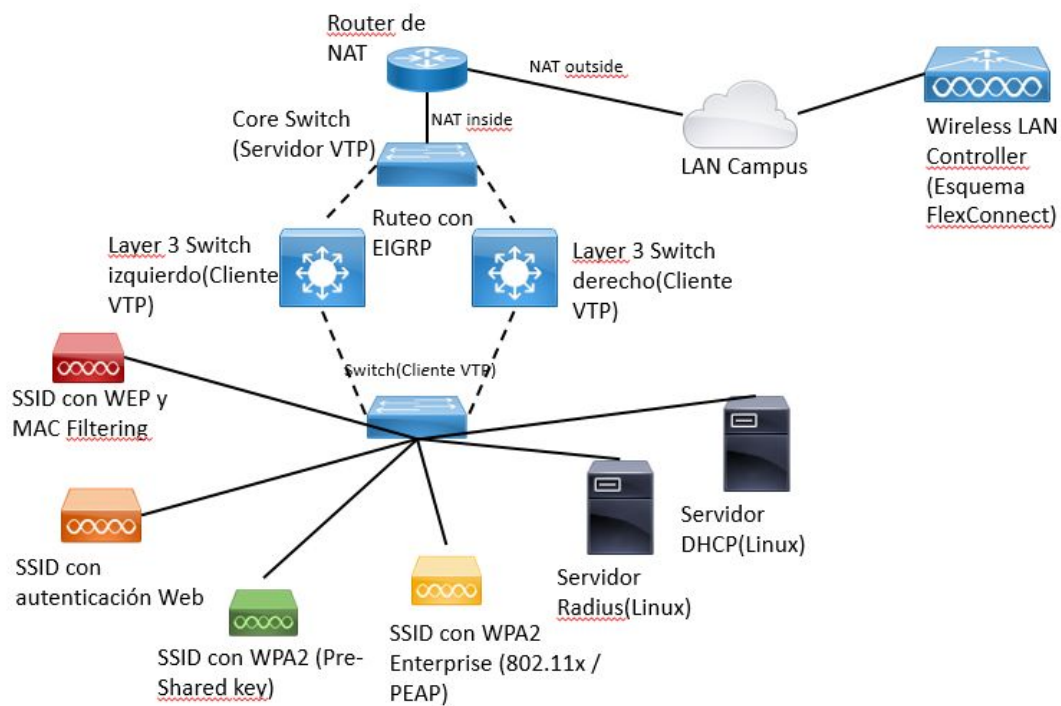 Router de
NAT
NAT outside
NAT inside
Core Switch
(Servidor VTP)
LAN Campus
Wireless LAN
Controller
(Esquema
FlexConnect)
Ruteo con
EIGRP
Layer 3 Switch
izquierdo(Cliente
VTP)
Layer 3 Switch
derecho(Cliente
VTP)
Switch(Cliente VTP)
SSID con WEP y
MAC Filtering
SSID con
autenticación Web
SSID con WPA2 (Pre-
Shared key)
SSID con WPA2
Enterprise (802.11x /
PEAP)
Servidor
Radius(Linux)
Servidor
DHCP(Linux)